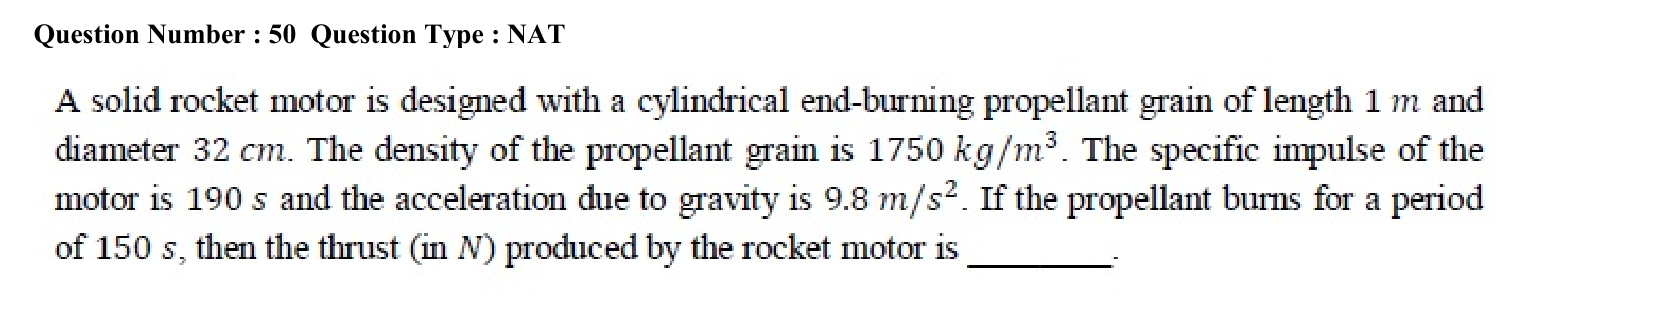 Question Number : 50 Question Type : NAT
A solid rocket motor is designed with a cylindrical end-burning propellant grain of length 1 m and
diameter 32 cm. The density of the propellant grain is 1750 kg/m³. The specific impulse of the
motor is 190 s and the acceleration due to gravity is 9.8 m/s². If the propellant burns for a period
of 150 s, then the thrust (in N) produced by the rocket motor is ________.